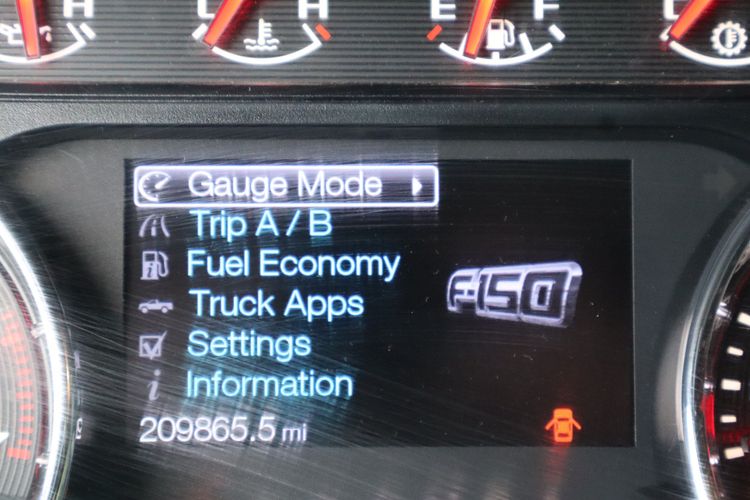 H L H E F C
Gauge Mode
Trip A / B
Fuel Economy
Truck Apps
Settings
Information
F-150
209865.5 mi